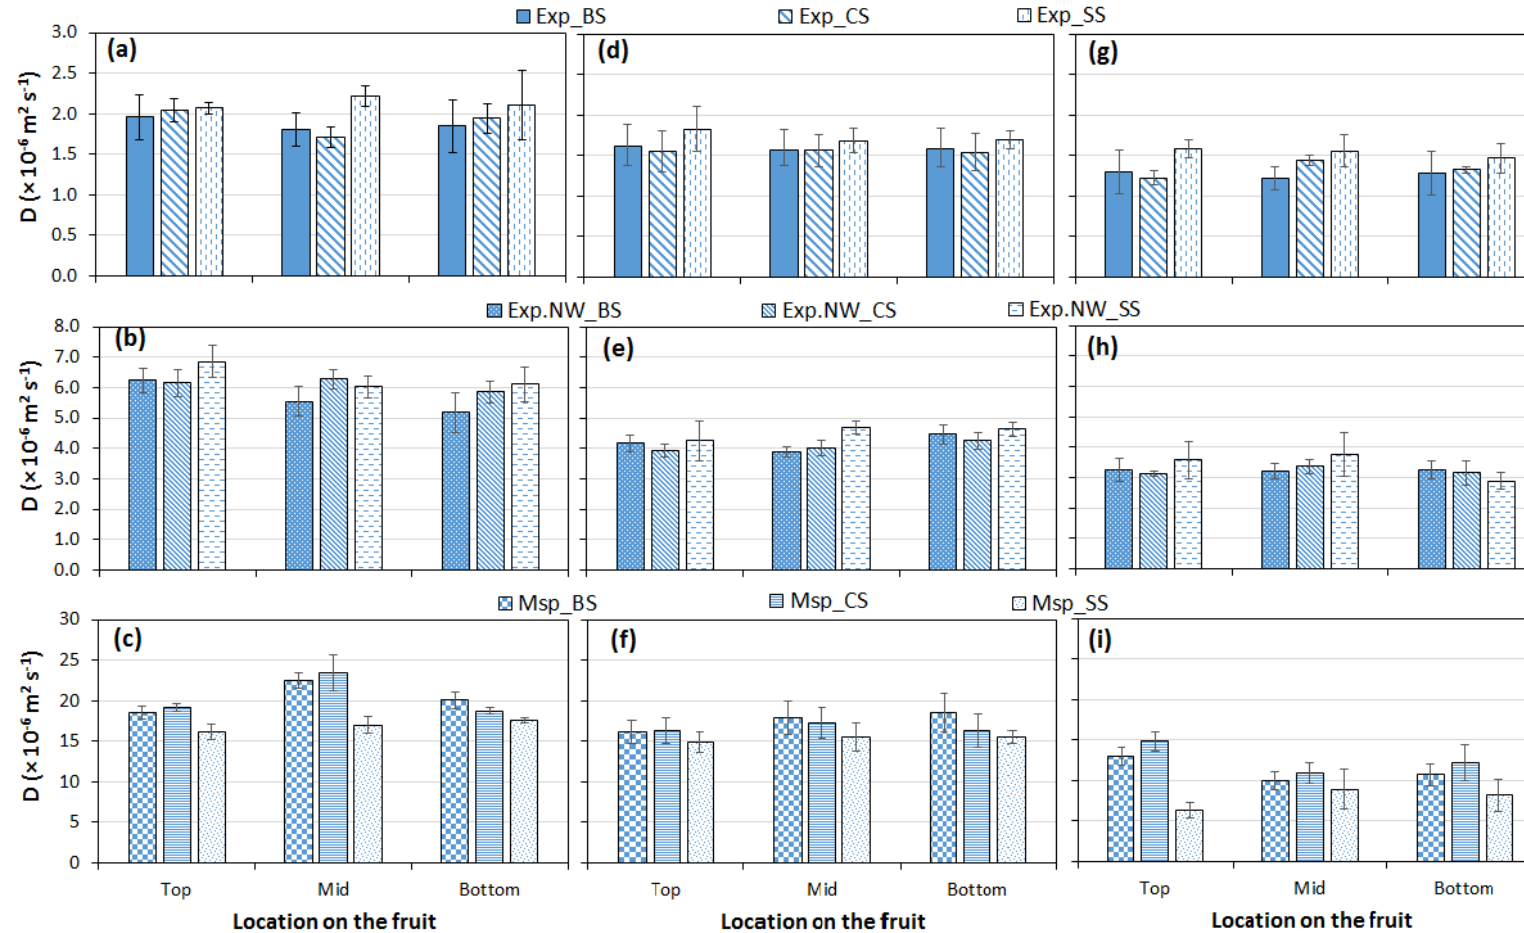 Exp_BS Exp_CS Exp_SS
(a) (d) (g)
D (×10-6 m2 s-1)
3.0
2.5
2.0
1.5
1.0
0.5
0.0
Exp.NW_BS Exp.NW_CS Exp.NW_SS
(b) (e) (h)
D (×10-6 m2 s-1)
8.0
7.0
6.0
5.0
4.0
3.0
2.0
1.0
0.0
Msp_BS Msp_CS Msp_SS
(c) (f) (i)
D (×10-6 m2 s-1)
30
25
20
15
10
5
0
Top Mid Bottom Top Mid Bottom Top Mid Bottom
Location on the fruit Location on the fruit Location on the fruit